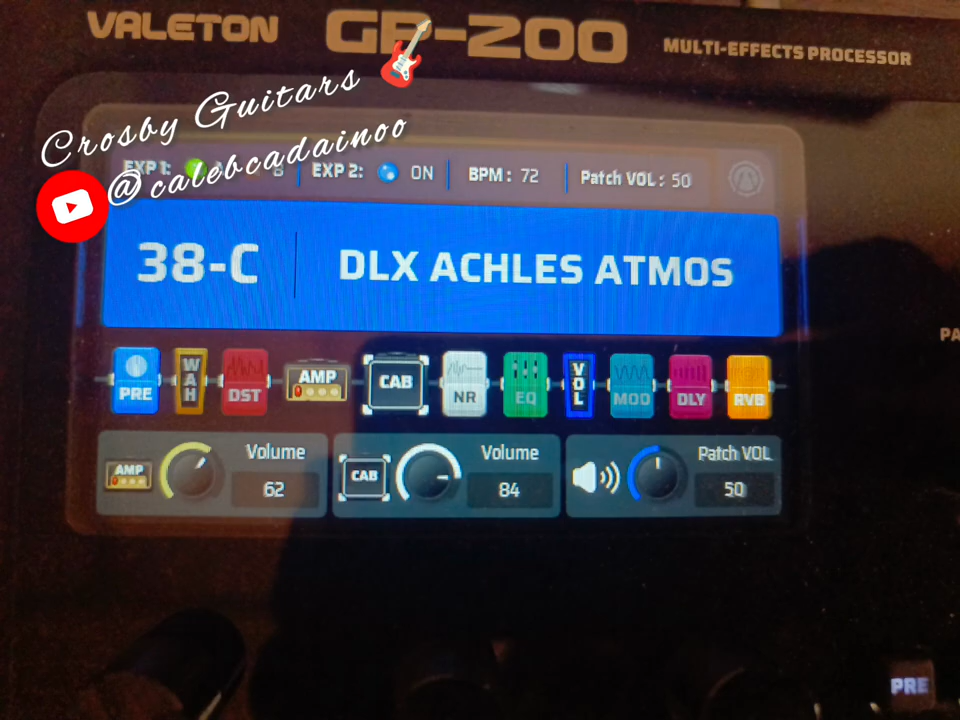 VALETON GP-200 MULTI-EFFECTS PROCESSOR
Crosby Guitars
@calebcadainoo
EXP 1: B EXP 2: ON BPM: 72 Patch VOL: 50
38-C DLX ACHLES ATMOS
PRE WAH DST AMP CAB NR EQ VOL MOD DLY RVB
Volume Volume Patch VOL
AMP 62 CAB 84 50
PA
PRE